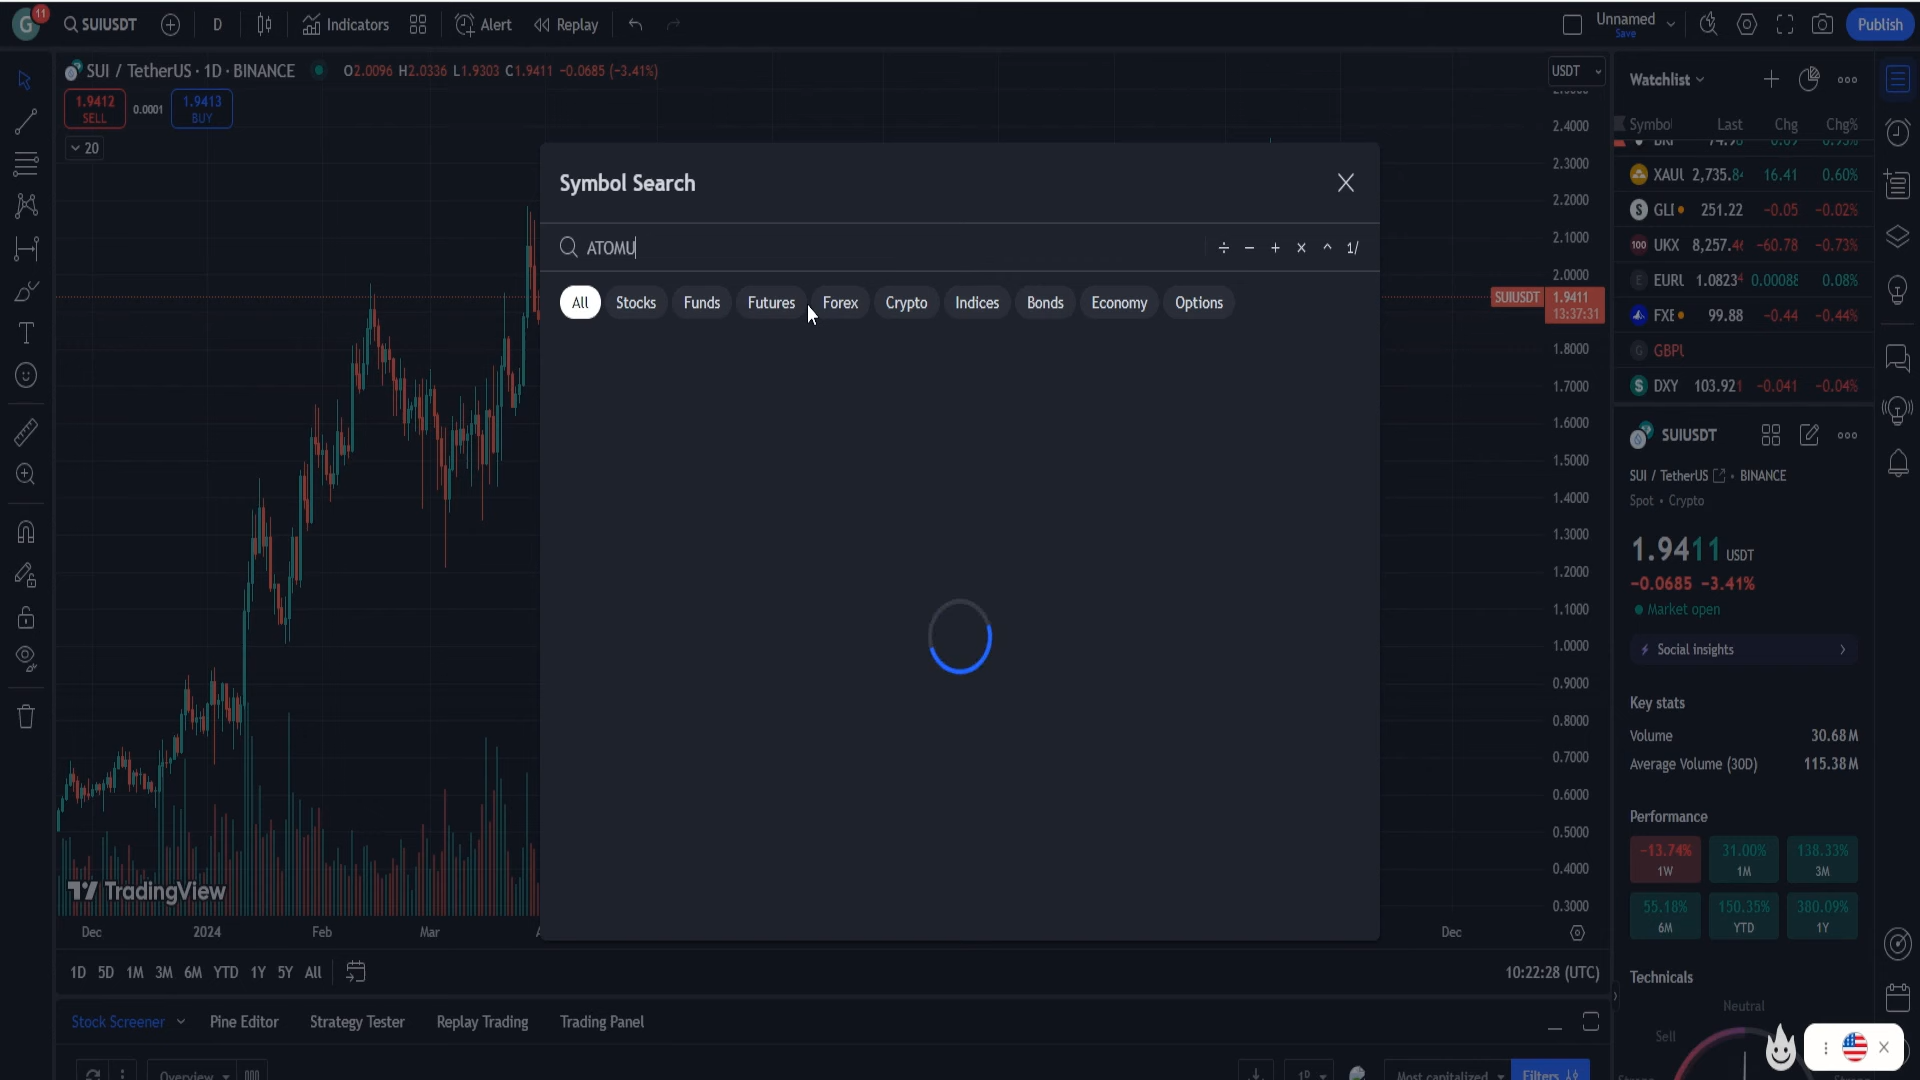 G
11
SUIUSDT
D
Indicators
Alert
Replay
Unnamed
Save
Publish
SUI / TetherUS · 1D · BINANCE
O2.0096 H2.0336 L1.9303 C1.9411 −0.0685 (−3.41%)
1.9412
SELL
0.0001
1.9413
BUY
20
USDT
2.4000
2.3000
2.2000
2.1000
2.0000
SUIUSDT
1.9411
13:37:31
1.8000
1.7000
1.6000
1.5000
1.4000
1.3000
1.2000
1.1000
1.0000
0.9000
0.8000
0.7000
0.6000
0.5000
0.4000
0.3000
Symbol Search
ATOMU
÷ − + × ^ 1/
All Stocks Funds Futures Forex Crypto Indices Bonds Economy Options
TradingView
Dec 2024 Feb Mar Dec
1D 5D 1M 3M 6M YTD 1Y 5Y All
10:22:28 (UTC)
Stock Screener Pine Editor Strategy Tester Replay Trading Trading Panel
Overview
Most capitalized
Filters
Watchlist
Symbol Last Chg Chg%
XAUU 2,735.84 16.41 0.60%
GLD 251.22 −0.05 −0.02%
100 UKX 8,257.46 −60.78 −0.73%
E EURU 1.08234 0.00088 0.08%
FXE 99.88 −0.44 −0.44%
G GBPU
$ DXY 103.921 −0.041 −0.04%
SUIUSDT
SUI / TetherUS · BINANCE
Spot • Crypto
1.9411 USDT
−0.0685 −3.41%
Market open
Social insights
Key stats
Volume 30.68 M
Average Volume (30D) 115.38 M
Performance
−13.74% 31.00% 138.33%
1W 1M 3M
55.18% 150.35% 380.09%
6M YTD 1Y
Technicals
Neutral
Sell